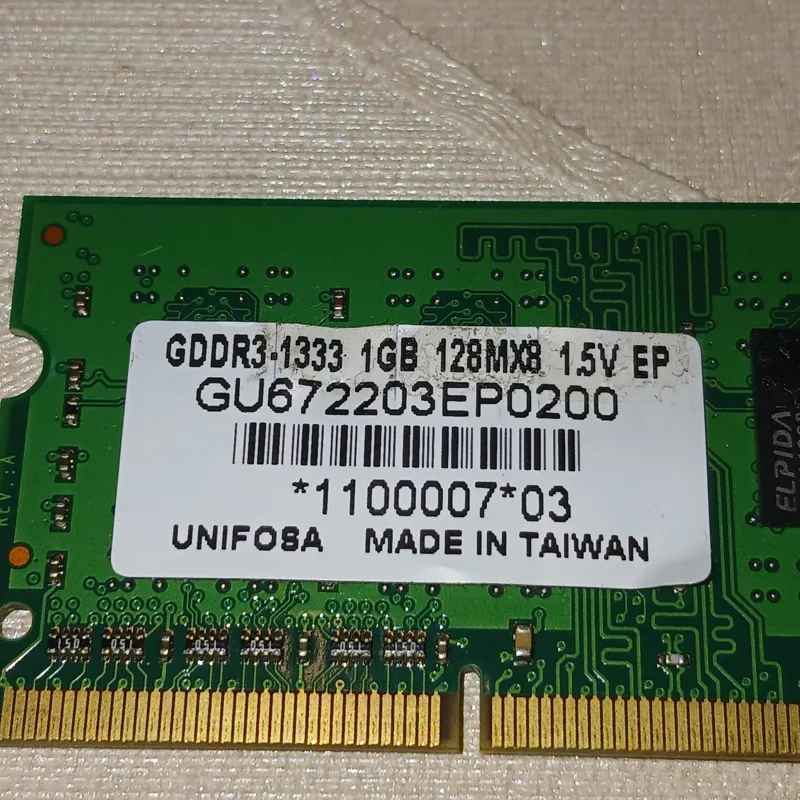 GDDR3-1333 1GB 128MX8 1.5V EP
GU672203EP0200
*1100007*03
UNIFOSA MADE IN TAIWAN
ELPIDA
REV.:A